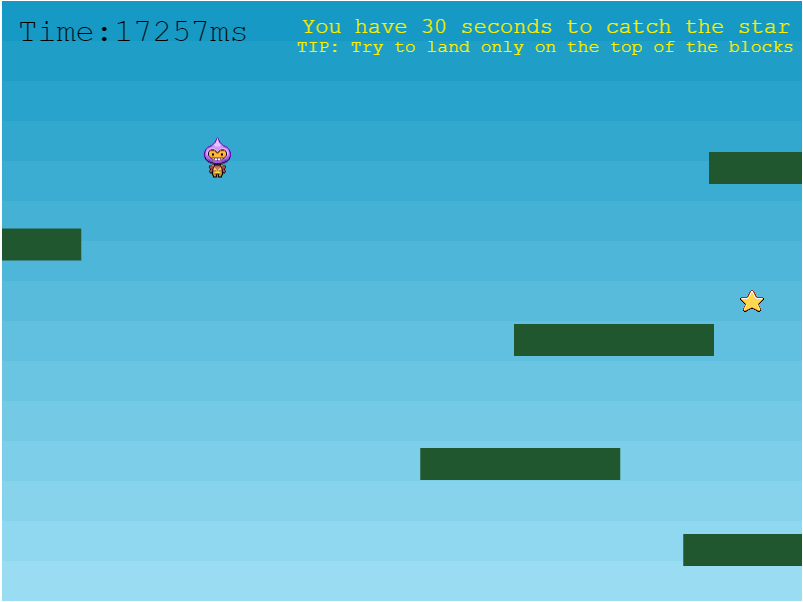 Time:17257ms
You have 30 seconds to catch the star
TIP: Try to land only on the top of the blocks